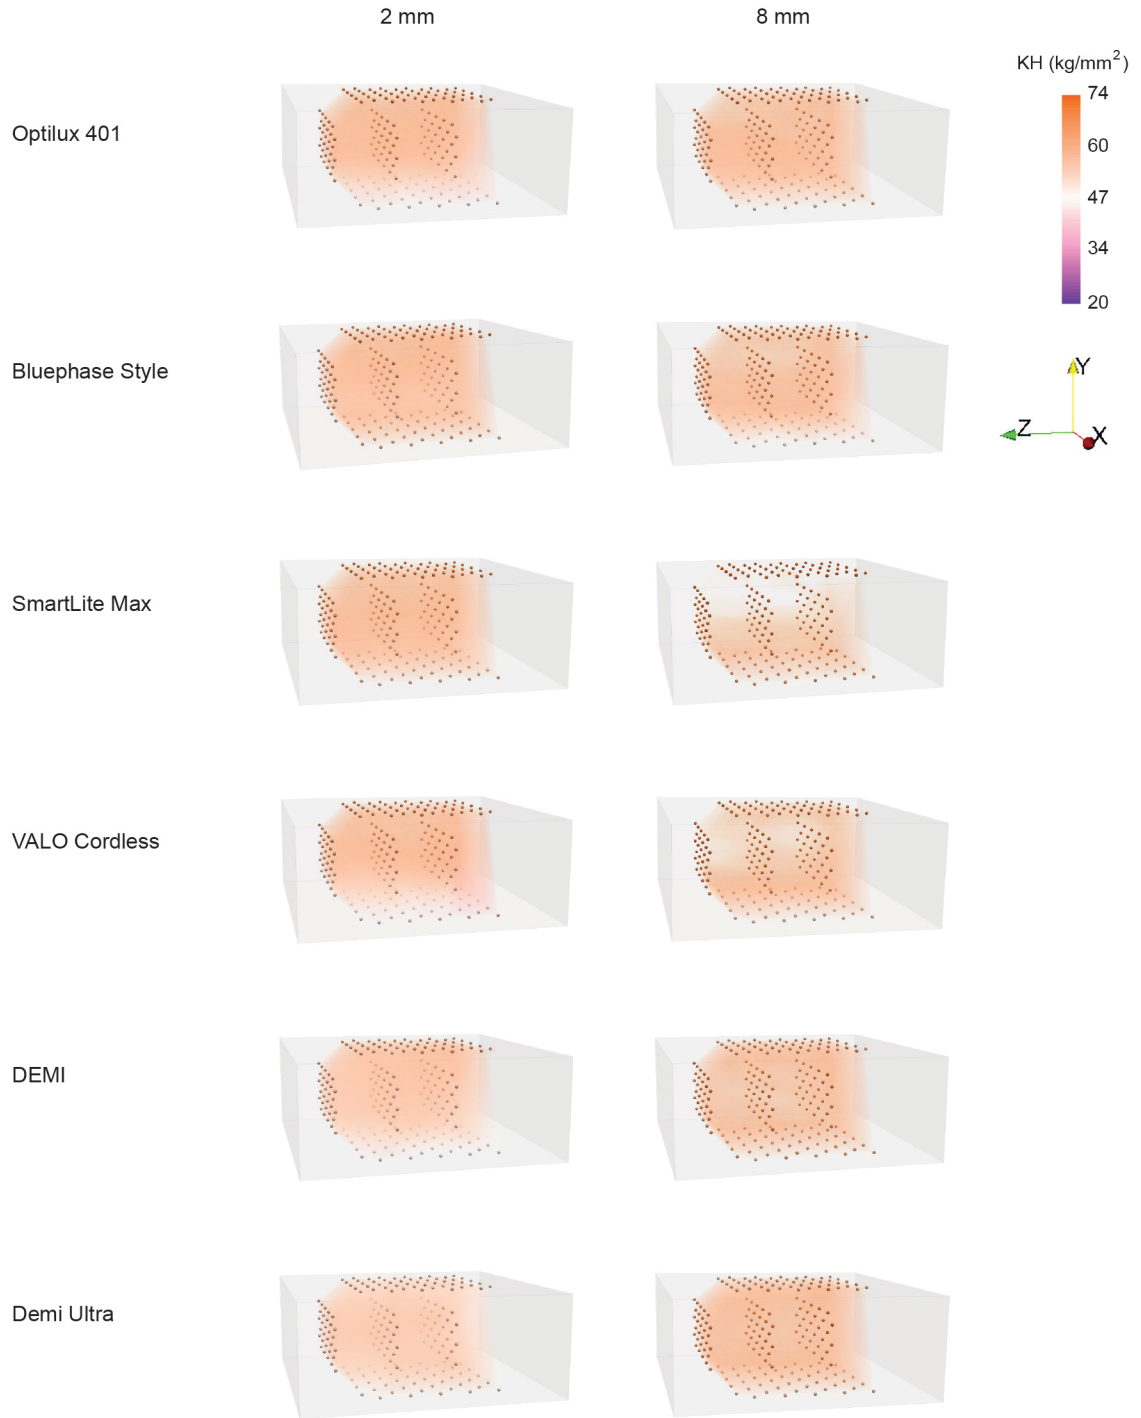 2 mm 8 mm
KH (kg/mm²)
74
Optilux 401
60
47
34
20
Bluephase Style
Y
Z X
SmartLite Max
VALO Cordless
DEMI
Demi Ultra